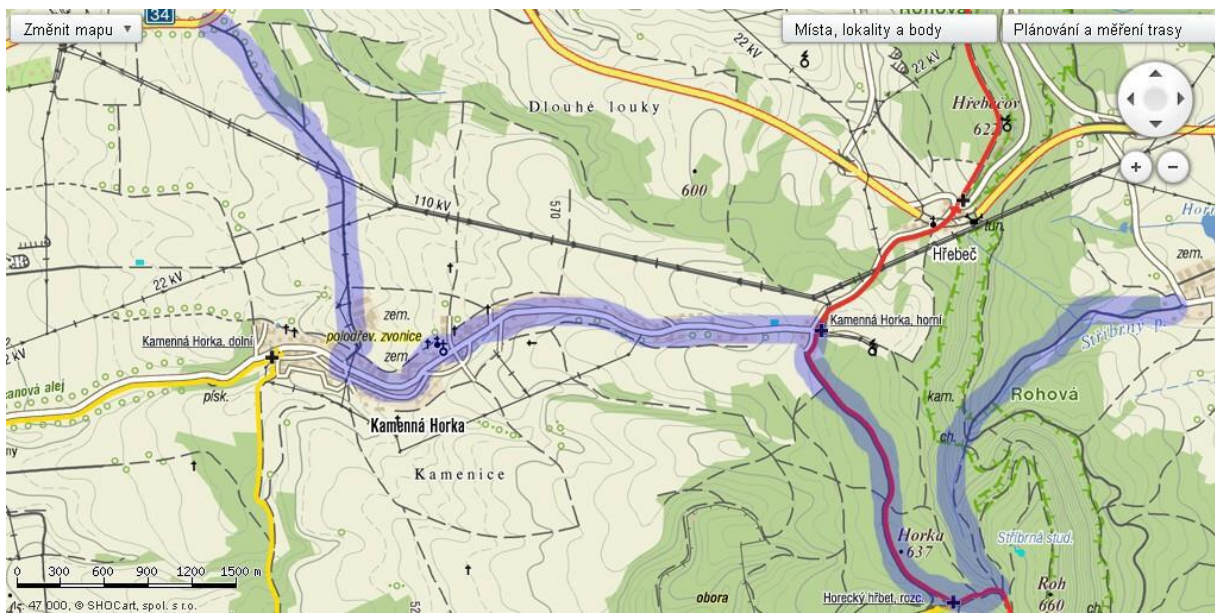 Změnit mapu
34
Místa, lokality a body
Plánování a měření trasy
22 kV
22 kV
Dlouhé louky
Hřebečov
600
110 kV
570
tun.
Hřebeč
zem.
22 kV
zem.
Kamenná Horka, horní
polodřev. zvonice
Kamenná Horka, dolní
zem.
Stříbrný p.
písk.
kam.
Rohová
Kamenná Horka
ch.
Kamenice
Horka
637
Stříbrná stud.
Roh
660
ch.
obora
Horecký hřbet, rozc.
0 300 600 900 1200 1500 m
47 000, © SHOCart, spol. s r.o.